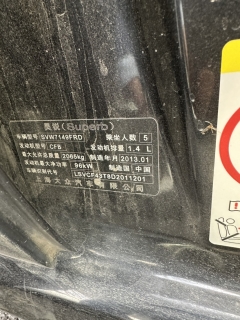 昊锐(Superb)
车辆型号 SVW7149FRD 乘坐人数 5
发动机型号 CFB 发动机排量 1.4 L
最大允许总质量 2065kg 制造年月 2013.01
发动机最大净功率 96kW 制造国 中国
LSVCF43T8D2011201
上海大众汽车有限公司